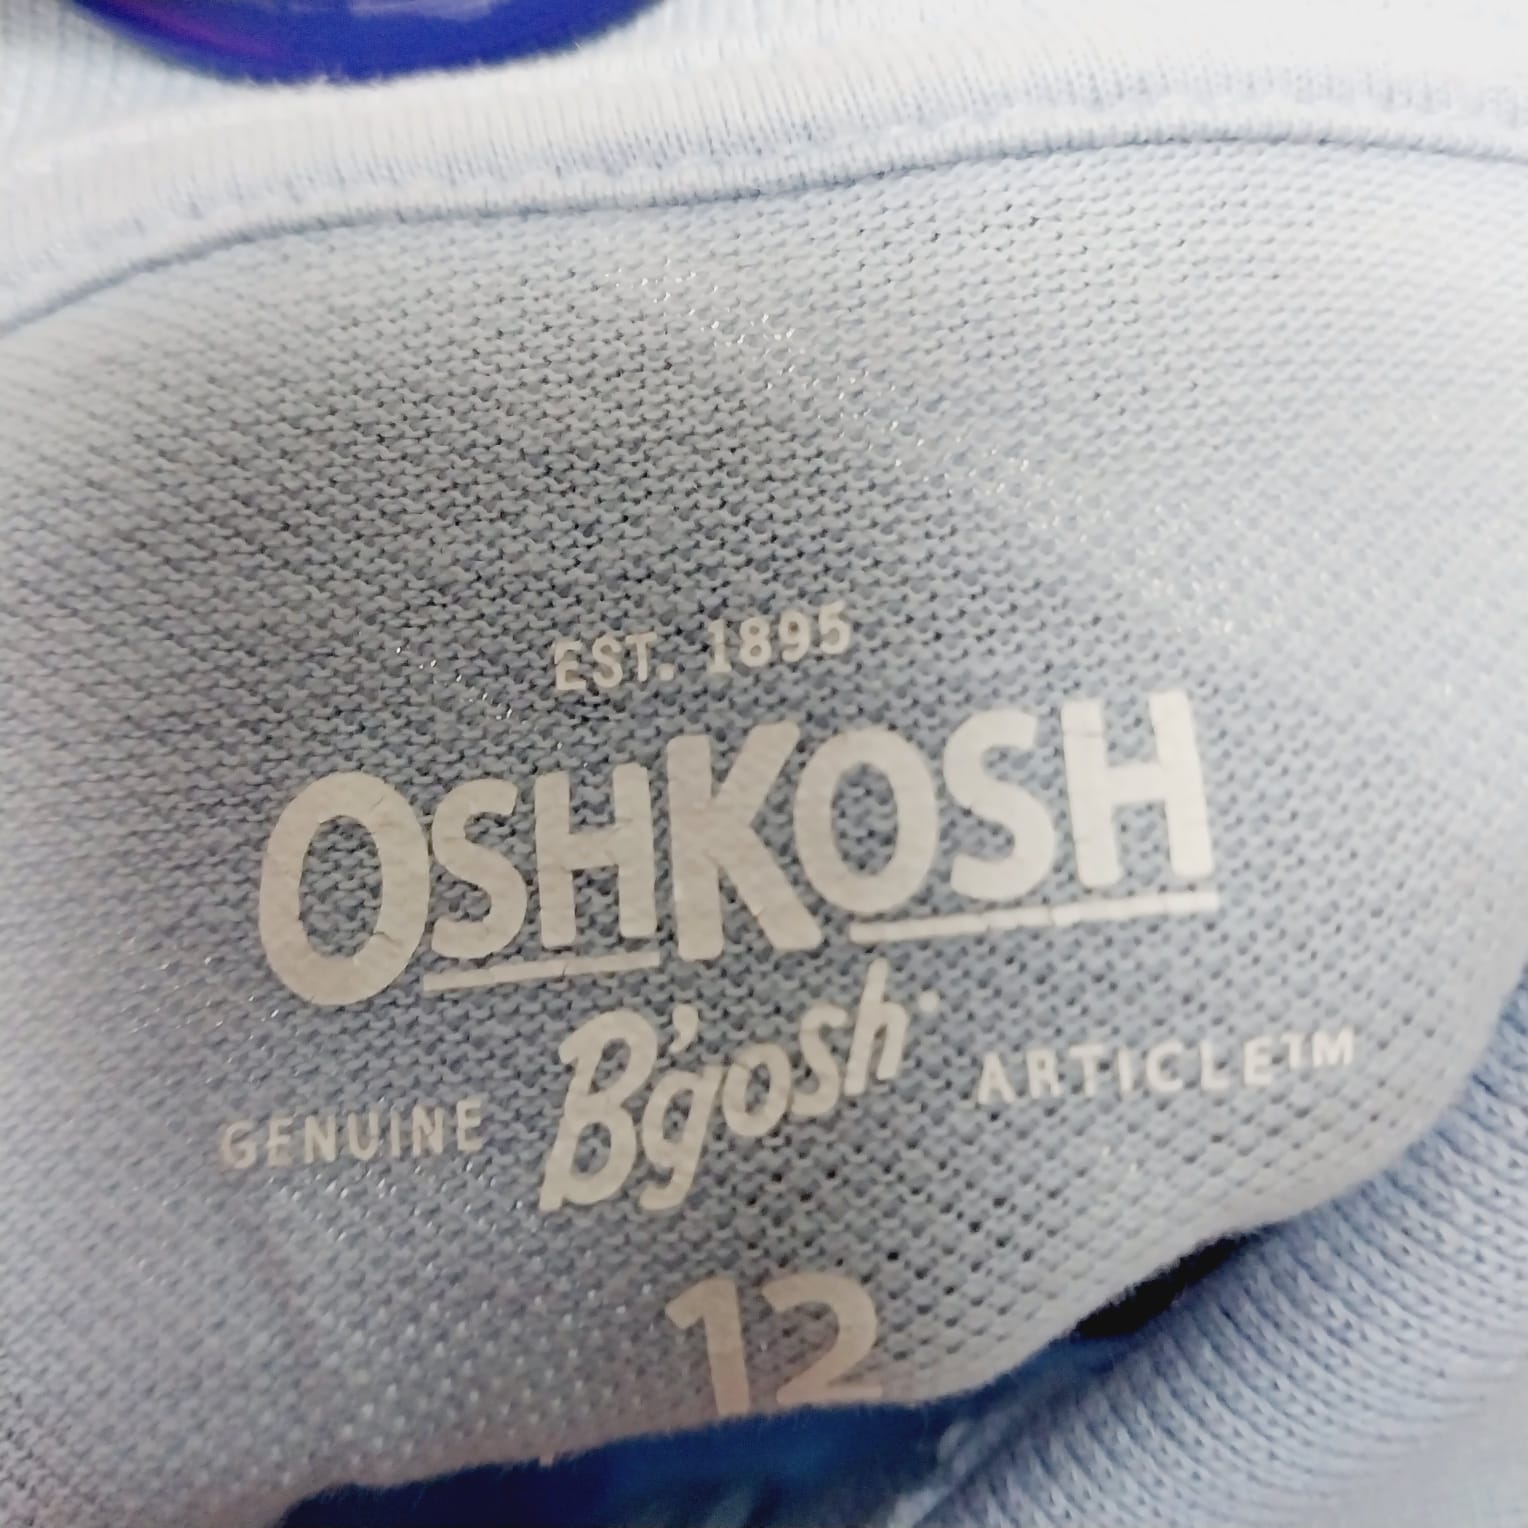 EST. 1895
OSHKOSH
B'gosh
GENUINE ARTICLE™
12